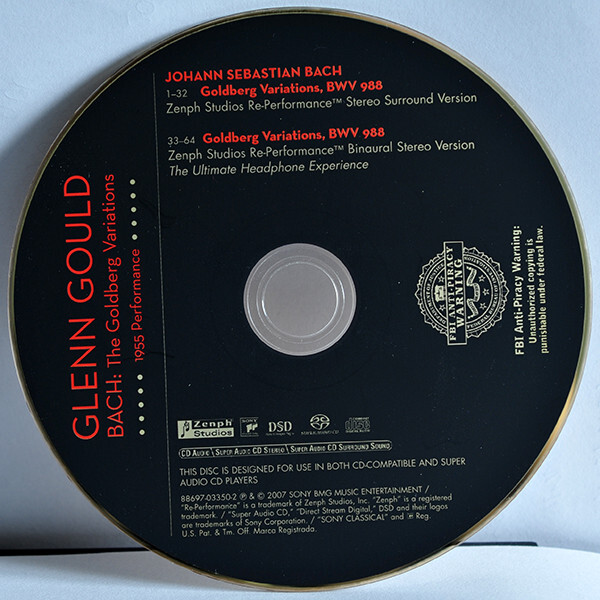 JOHANN SEBASTIAN BACH
1–32 Goldberg Variations, BWV 988
Zenph Studios Re-Performance™ Stereo Surround Version
33–64 Goldberg Variations, BWV 988
Zenph Studios Re-Performance™ Binaural Stereo Version
The Ultimate Headphone Experience
GLENN GOULD
BACH: The Goldberg Variations
1955 Performance
FBI ANTI-PIRACY
WARNING
FBI Anti-Piracy Warning:
Unauthorized copying is
punishable under federal law.
Zenph
Studios
SONY
DSD
SUPER AUDIO CD
CD AUDIO \ SUPER AUDIO CD STEREO \ SUPER AUDIO CD SURROUND SOUND
THIS DISC IS DESIGNED FOR USE IN BOTH CD-COMPATIBLE AND SUPER
AUDIO CD PLAYERS
88697-03350-2 ℗ & © 2007 SONY BMG MUSIC ENTERTAINMENT /
"Re-Performance" is a trademark of Zenph Studios, Inc. "Zenph" is a registered
trademark. / "Super Audio CD," "Direct Stream Digital," DSD and their logos
are trademarks of Sony Corporation. / "SONY CLASSICAL" and Reg.
U.S. Pat. & Tm. Off. Marca Registrada.